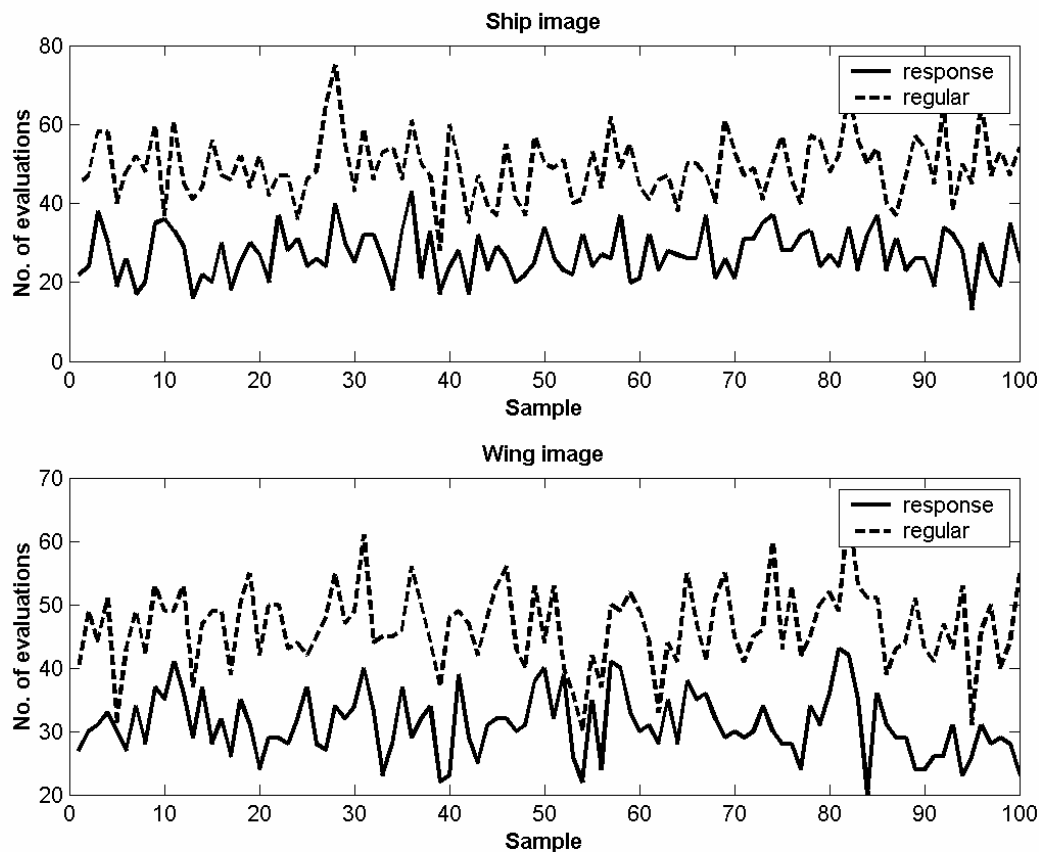 Ship image
No. of evaluations
80
60
40
20
0
response
regular
0 10 20 30 40 50 60 70 80 90 100
Sample
Wing image
No. of evaluations
70
60
50
40
30
20
response
regular
0 10 20 30 40 50 60 70 80 90 100
Sample